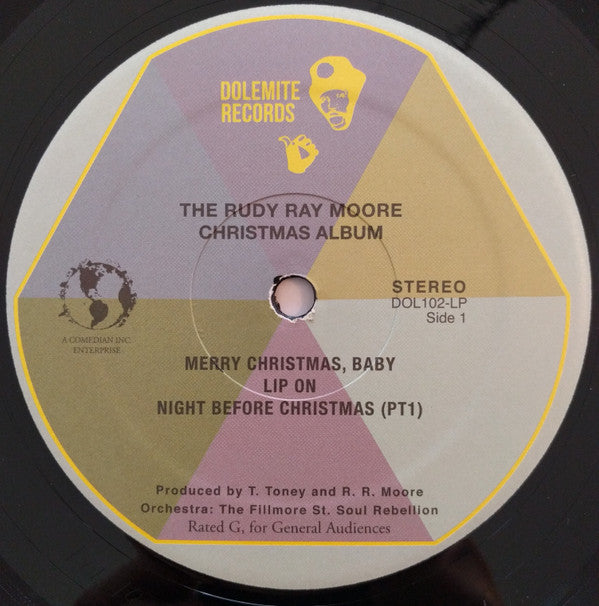 DOLEMITE
RECORDS
THE RUDY RAY MOORE
CHRISTMAS ALBUM
STEREO
DOL102-LP
Side 1
A COMEDIAN INC.
ENTERPRISE
MERRY CHRISTMAS, BABY
LIP ON
NIGHT BEFORE CHRISTMAS (PT1)
Produced by T. Toney and R. R. Moore
Orchestra: The Fillmore St. Soul Rebellion
Rated G, for General Audiences